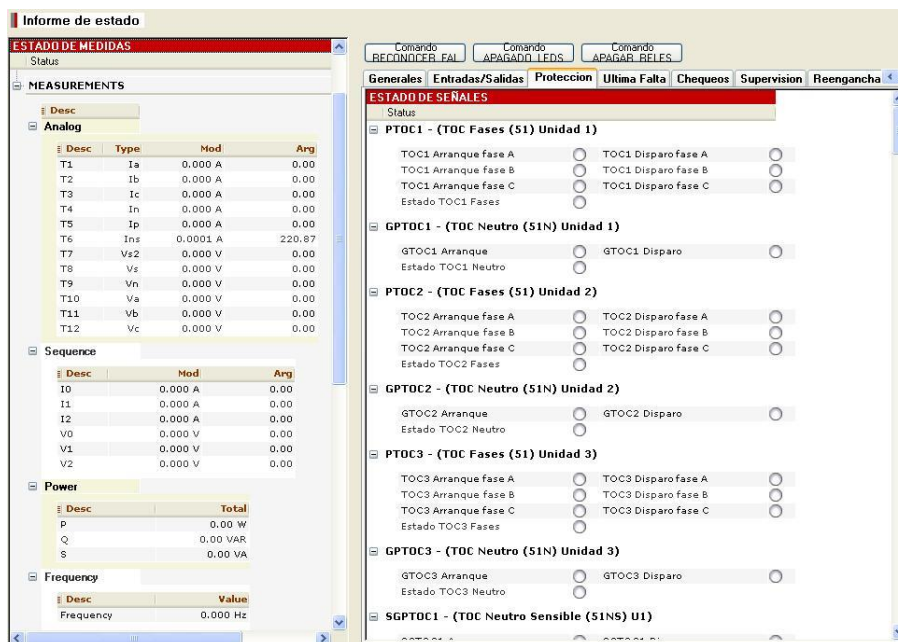 Informe de estado
ESTADO DE MEDIDAS
Status
MEASUREMENTS
Desc
Analog
Desc Type Mod Arg
T1 Ia 0.000 A 0.00
T2 Ib 0.000 A 0.00
T3 Ic 0.000 A 0.00
T4 In 0.000 A 0.00
T5 Ip 0.000 A 0.00
T6 Ins 0.0001 A 220.87
T7 Vs2 0.000 V 0.00
T8 Vs 0.000 V 0.00
T9 Vn 0.000 V 0.00
T10 Va 0.000 V 0.00
T11 Vb 0.000 V 0.00
T12 Vc 0.000 V 0.00
Sequence
Desc Mod Arg
I0 0.000 A 0.00
I1 0.000 A 0.00
I2 0.000 A 0.00
V0 0.000 V 0.00
V1 0.000 V 0.00
V2 0.000 V 0.00
Power
Desc Total
P 0.00 W
Q 0.00 VAR
S 0.00 VA
Frequency
Desc Value
Frequency 0.000 Hz
Comando RECONOCER FAL
Comando APAGADO LEDS
Comando APAGAR RELES
Generales Entradas/Salidas Proteccion Ultima Falta Chequeos Supervision Reengancha
ESTADO DE SEÑALES
Status
PTOC1 - (TOC Fases (51) Unidad 1)
TOC1 Arranque fase A TOC1 Disparo fase A
TOC1 Arranque fase B TOC1 Disparo fase B
TOC1 Arranque fase C TOC1 Disparo fase C
Estado TOC1 Fases
GPTOC1 - (TOC Neutro (51N) Unidad 1)
GTOC1 Arranque GTOC1 Disparo
Estado TOC1 Neutro
PTOC2 - (TOC Fases (51) Unidad 2)
TOC2 Arranque fase A TOC2 Disparo fase A
TOC2 Arranque fase B TOC2 Disparo fase B
TOC2 Arranque fase C TOC2 Disparo fase C
Estado TOC2 Fases
GPTOC2 - (TOC Neutro (51N) Unidad 2)
GTOC2 Arranque GTOC2 Disparo
Estado TOC2 Neutro
PTOC3 - (TOC Fases (51) Unidad 3)
TOC3 Arranque fase A TOC3 Disparo fase A
TOC3 Arranque fase B TOC3 Disparo fase B
TOC3 Arranque fase C TOC3 Disparo fase C
Estado TOC3 Fases
GPTOC3 - (TOC Neutro (51N) Unidad 3)
GTOC3 Arranque GTOC3 Disparo
Estado TOC3 Neutro
SGPTOC1 - (TOC Neutro Sensible (51NS) U1)